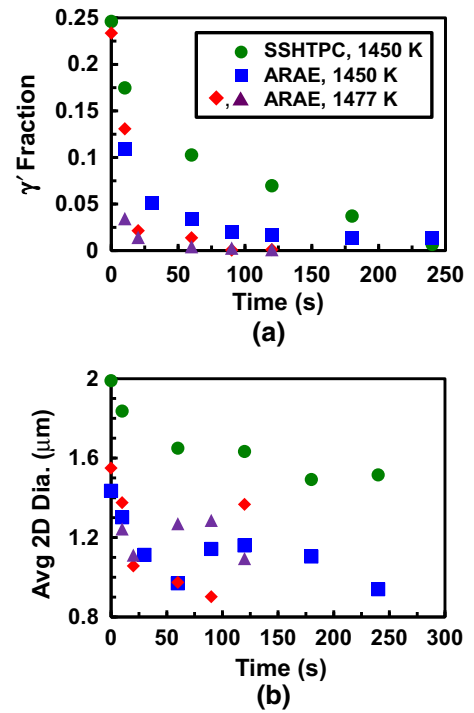 0.25
0.2
0.15
0.1
0.05
0
γ′ Fraction
SSHTPC, 1450 K
ARAE, 1450 K
, ARAE, 1477 K
0 50 100 150 200 250
Time (s)
(a)
2
1.6
1.2
0.8
Avg 2D Dia. (μm)
0 50 100 150 200 250 300
Time (s)
(b)